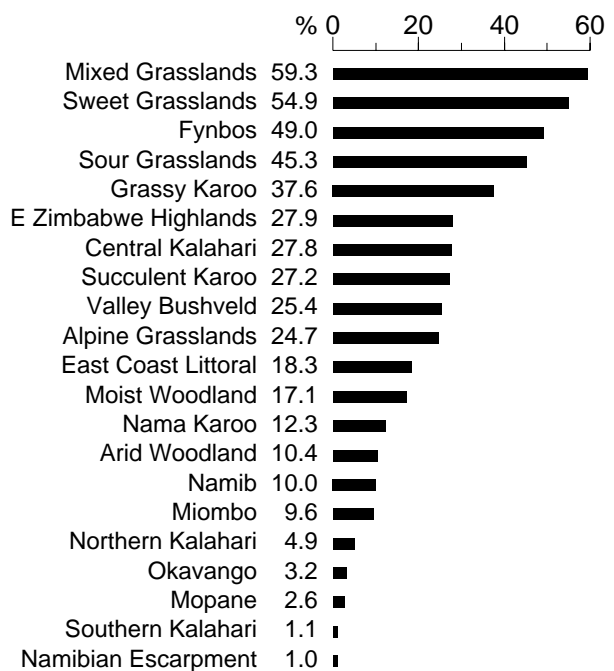 % 0 20 40 60
Mixed Grasslands 59.3
Sweet Grasslands 54.9
Fynbos 49.0
Sour Grasslands 45.3
Grassy Karoo 37.6
E Zimbabwe Highlands 27.9
Central Kalahari 27.8
Succulent Karoo 27.2
Valley Bushveld 25.4
Alpine Grasslands 24.7
East Coast Littoral 18.3
Moist Woodland 17.1
Nama Karoo 12.3
Arid Woodland 10.4
Namib 10.0
Miombo 9.6
Northern Kalahari 4.9
Okavango 3.2
Mopane 2.6
Southern Kalahari 1.1
Namibian Escarpment 1.0